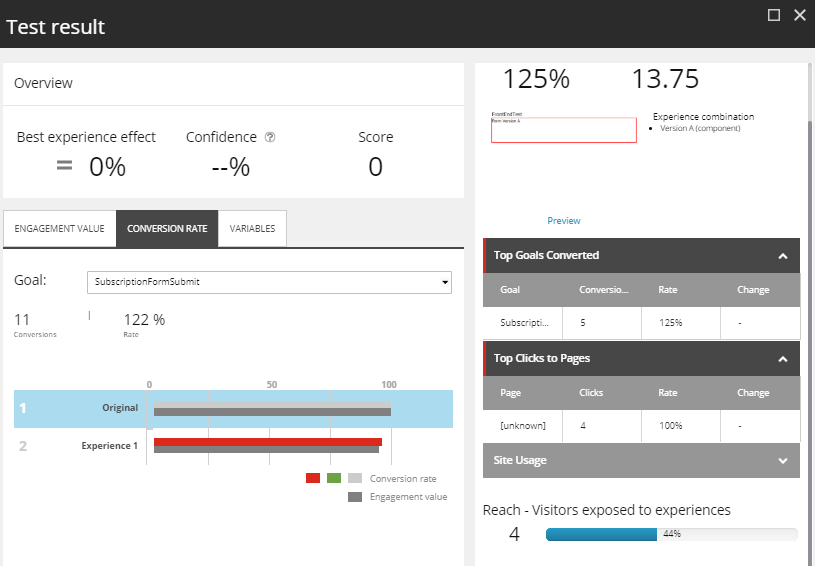 Test result
Overview
Best experience effect
Confidence ?
Score
= 0%
--%
0
ENGAGEMENT VALUE
CONVERSION RATE
VARIABLES
Goal:
SubscriptionFormSubmit
11
Conversions
122 %
Rate
0 50 100
1 Original
2 Experience 1
Conversion rate
Engagement value
125%
13.75
FrontEndTest
Form Version A
Experience combination
• Version A (component)
Preview
Top Goals Converted
Goal Conversio... Rate Change
Subscripti... 5 125% -
Top Clicks to Pages
Page Clicks Rate Change
[unknown] 4 100% -
Site Usage
Reach - Visitors exposed to experiences
4
44%